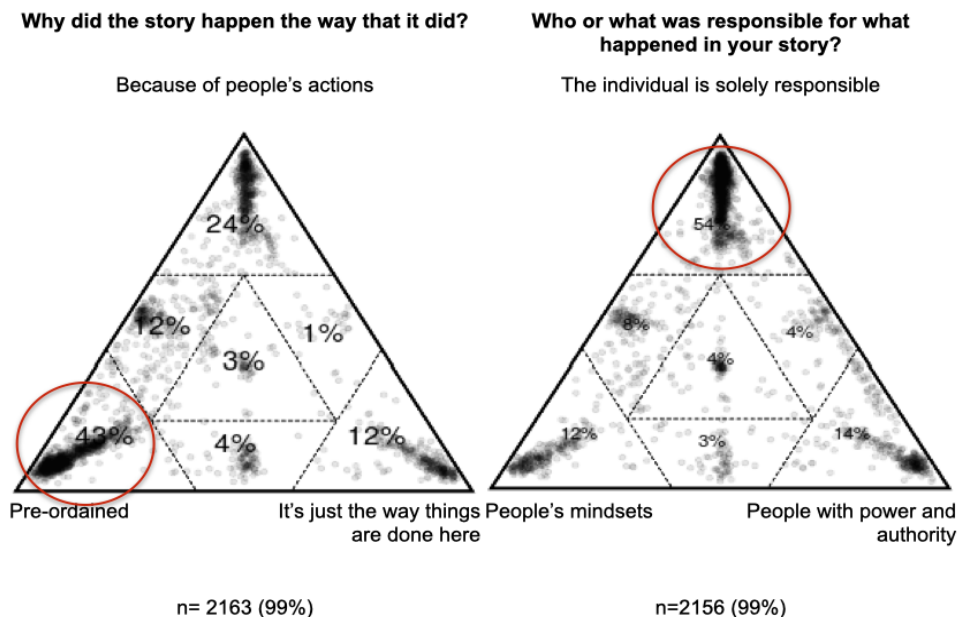 Why did the story happen the way that it did?
Because of people's actions
24%
12%
1%
3%
43%
4%
12%
Pre-ordained
It's just the way things
are done here
n= 2163 (99%)
Who or what was responsible for what
happened in your story?
The individual is solely responsible
54%
8%
4%
4%
12%
3%
14%
People's mindsets
People with power and
authority
n=2156 (99%)